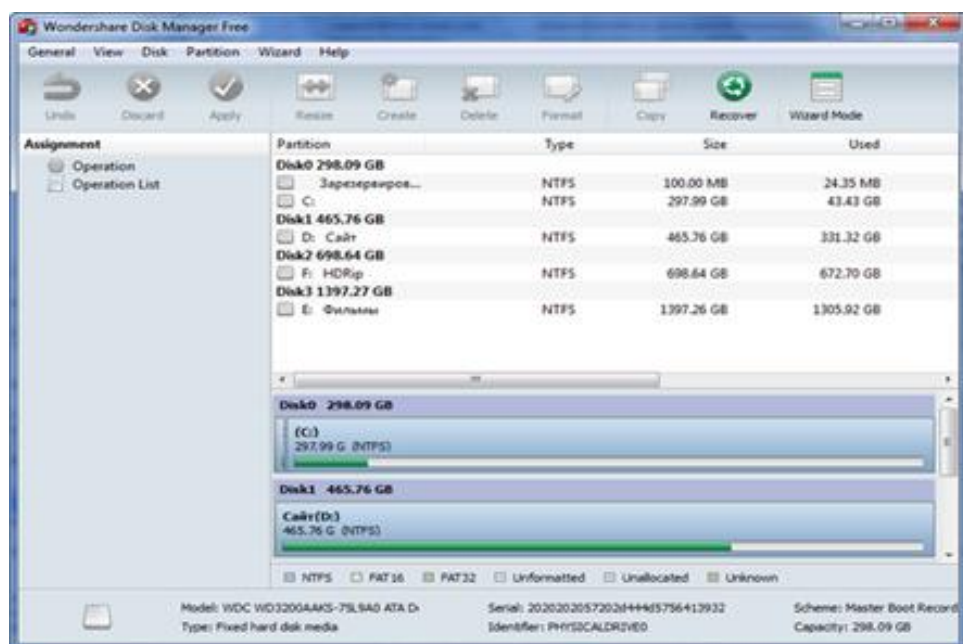 Wondershare Disk Manager Free
General View Disk Partition Wizard Help
Undo Discard Apply Resize Create Delete Format Copy Recover Wizard Mode
Assignment
Operation
Operation List
Partition Type Size Used
Disk0 298.09 GB
Зарезервиров... NTFS 100.00 MB 24.35 MB
C: NTFS 297.99 GB 43.43 GB
Disk1 465.76 GB
D: Сайт NTFS 465.76 GB 331.32 GB
Disk2 698.64 GB
F: HDRip NTFS 698.64 GB 672.70 GB
Disk3 1397.27 GB
E: Фильмы NTFS 1397.26 GB 1305.92 GB
Disk0 298.09 GB
(C:)
297.99 G (NTFS)
Disk1 465.76 GB
Сайт(D:)
465.76 G (NTFS)
NTFS FAT16 FAT32 Unformatted Unallocated Unknown
Model: WDC WD3200AAKS-75L9A0 ATA De Serial: 2020202057202d444d5756413932 Scheme: Master Boot Record
Type: Fixed hard disk media Identifier: PHYSICALDRIVE0 Capacity: 298.09 GB